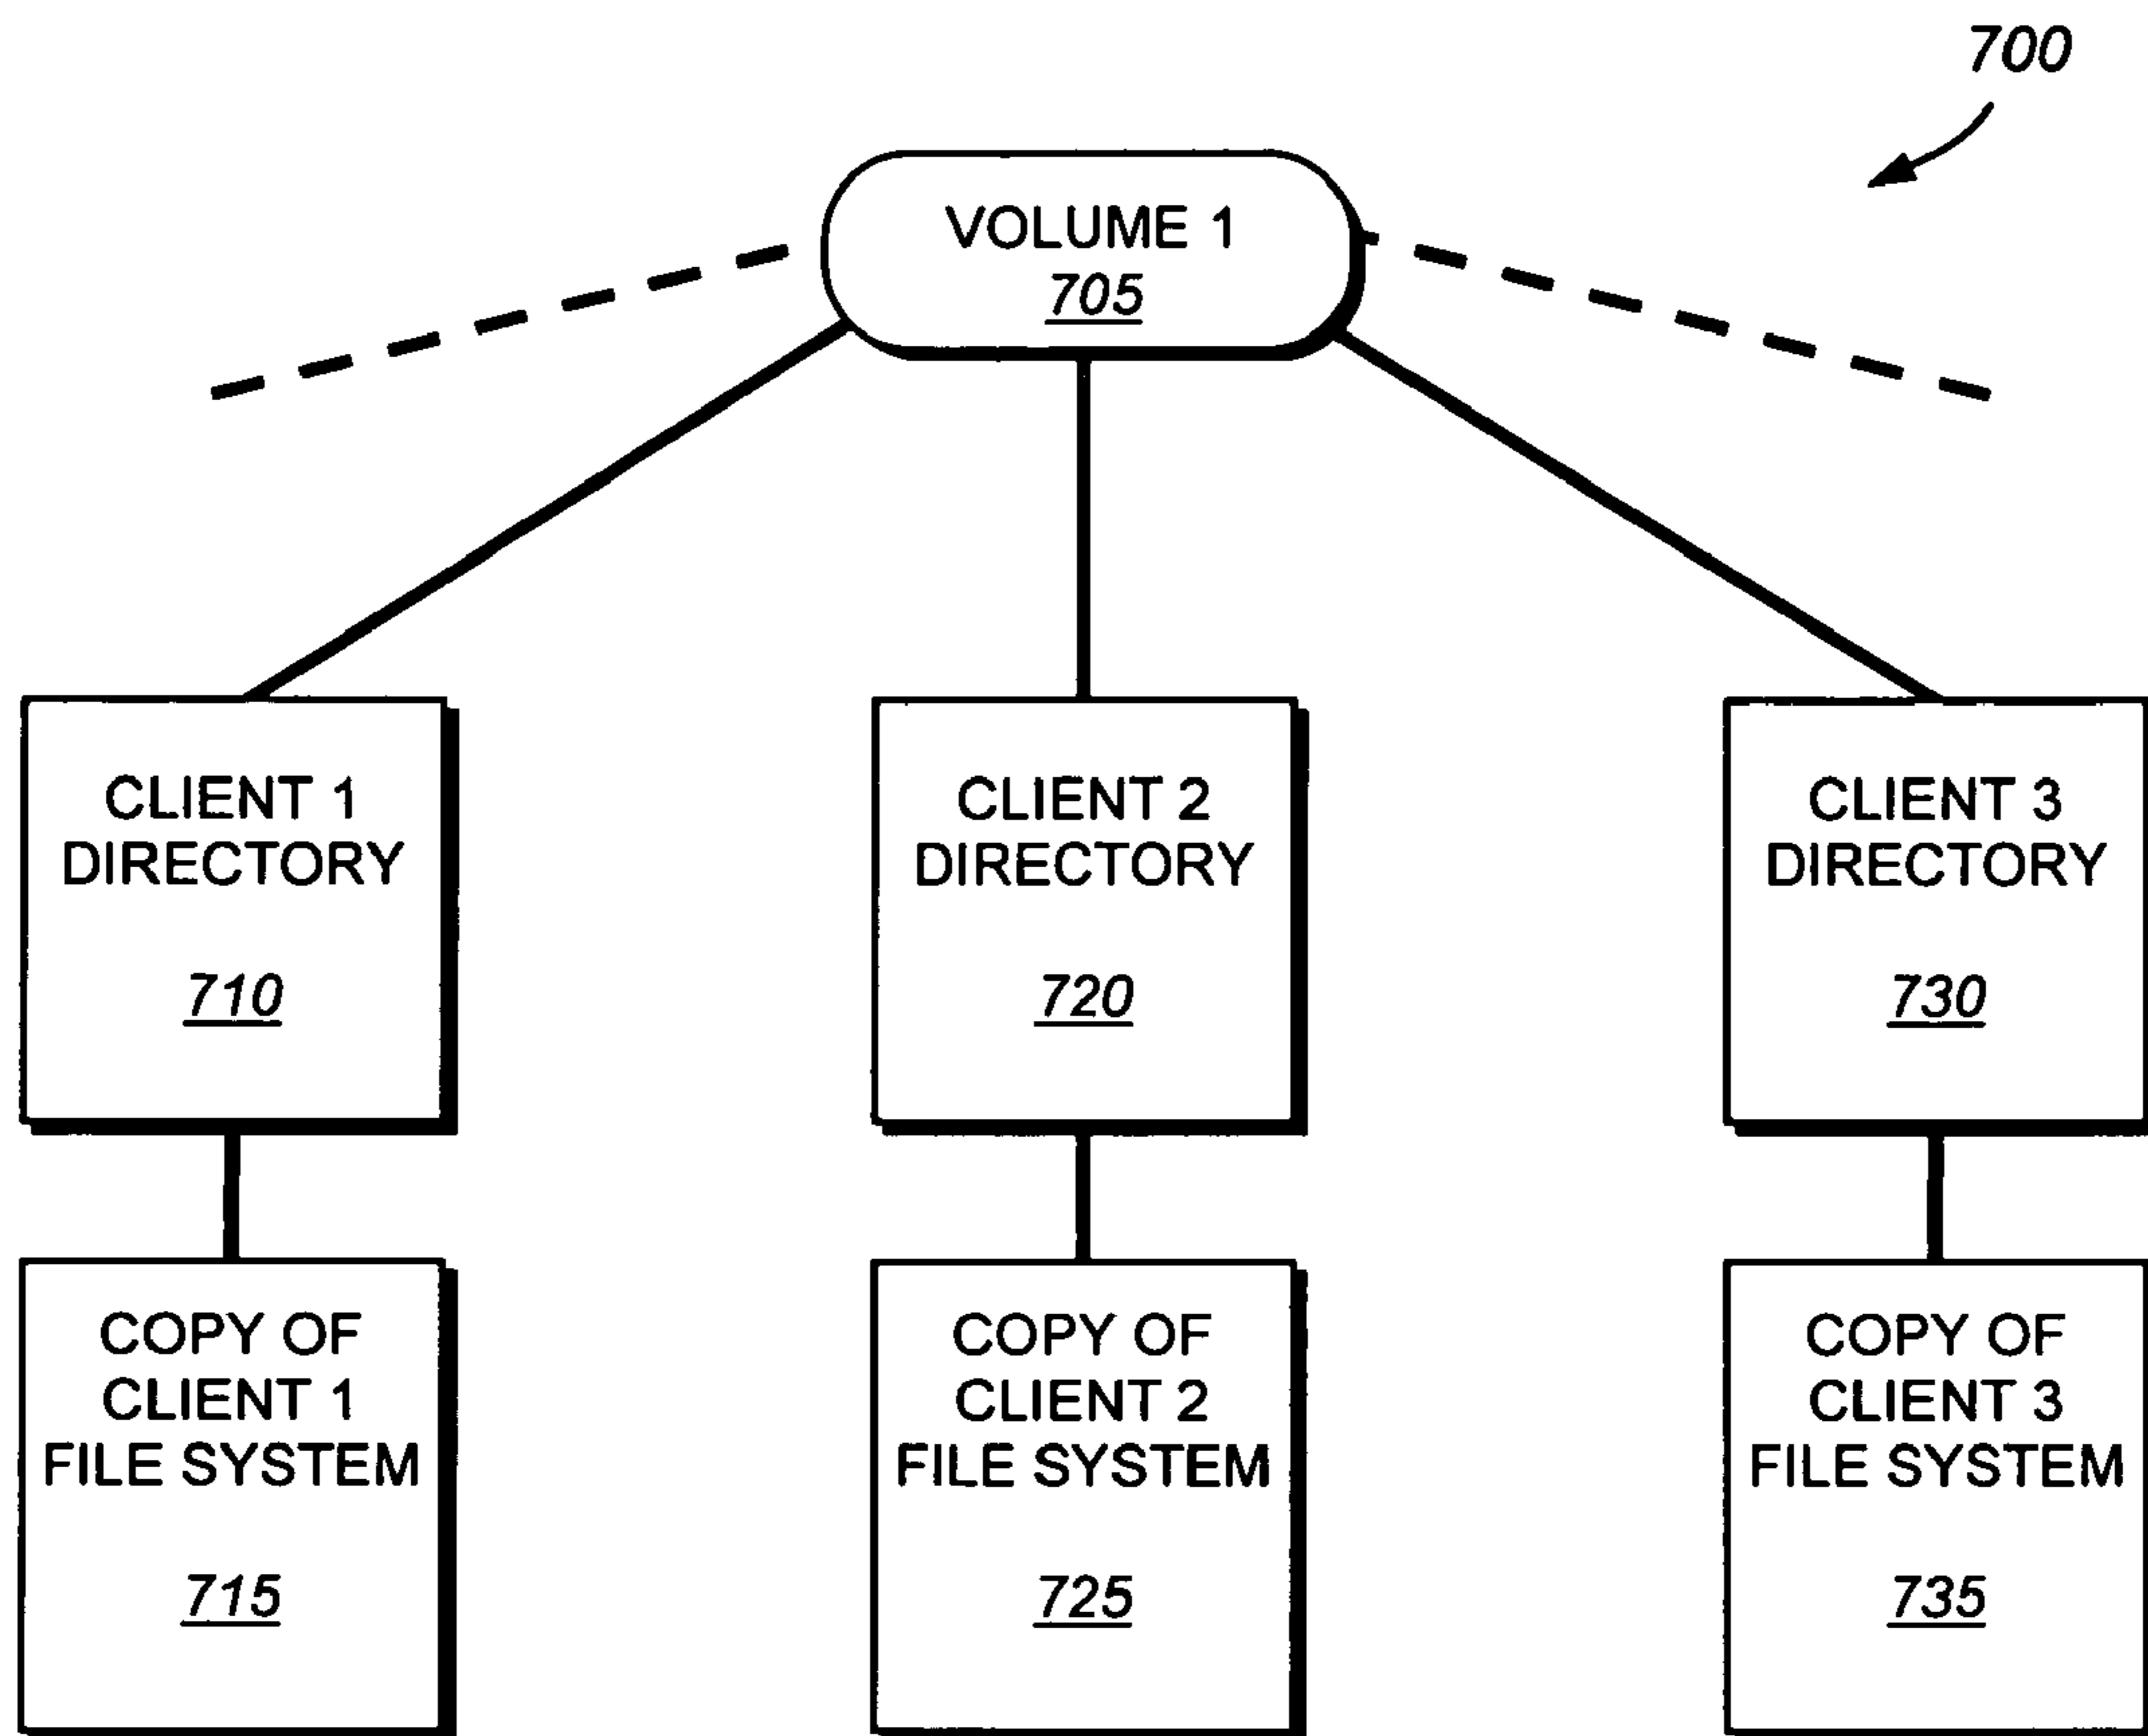 700
VOLUME 1
705
CLIENT 1
DIRECTORY
710
CLIENT 2
DIRECTORY
720
CLIENT 3
DIRECTORY
730
COPY OF
CLIENT 1
FILE SYSTEM
715
COPY OF
CLIENT 2
FILE SYSTEM
725
COPY OF
CLIENT 3
FILE SYSTEM
735